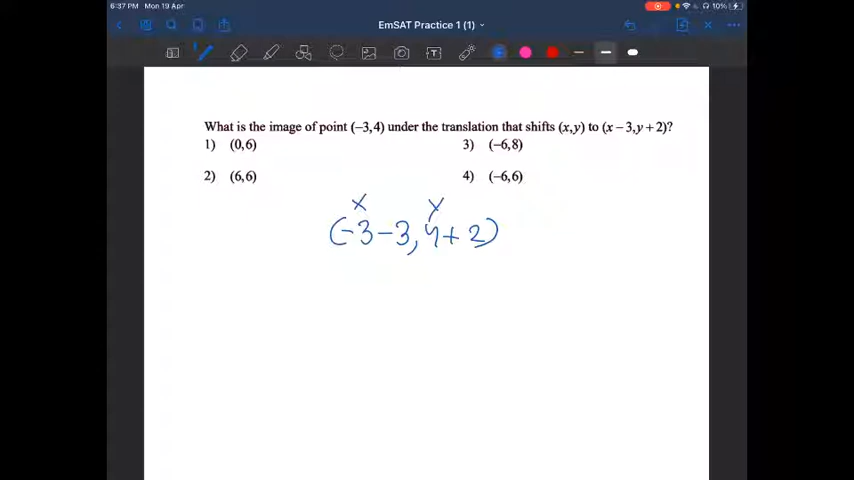 6:37 PM Mon 19 Apr
10%
EmSAT Practice 1 (1)
What is the image of point (−3,4) under the translation that shifts (x,y) to (x − 3,y + 2)?
1) (0,6)
3) (−6,8)
2) (6,6)
4) (−6,6)
x y
(-3-3, 4+2)